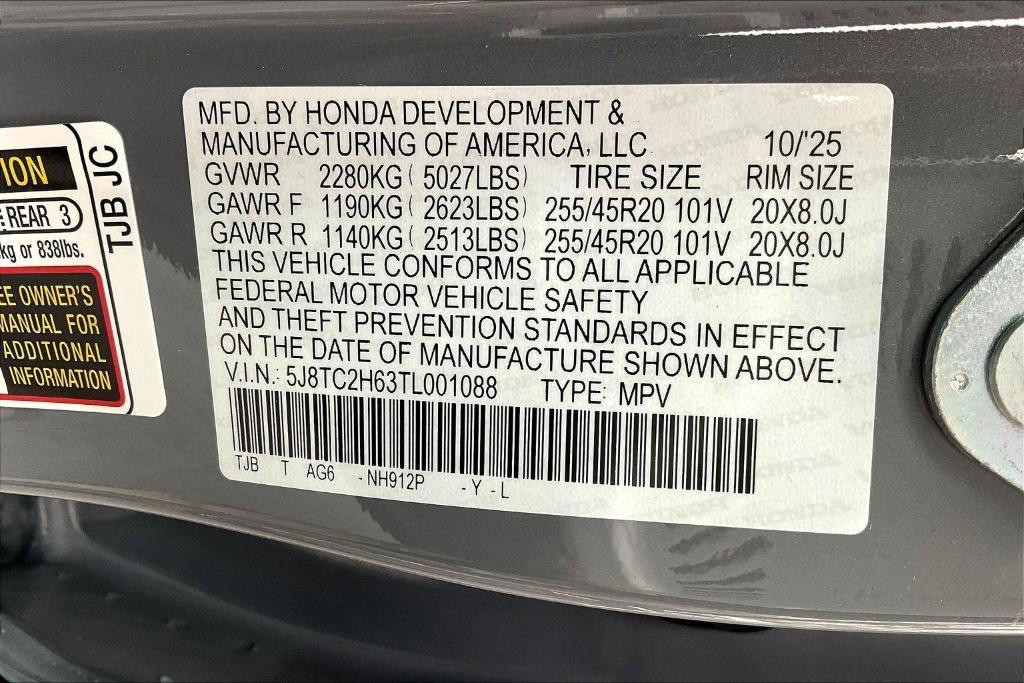 MFD. BY HONDA DEVELOPMENT &
MANUFACTURING OF AMERICA, LLC 10/'25
GVWR 2280KG ( 5027LBS) TIRE SIZE RIM SIZE
GAWR F 1190KG ( 2623LBS) 255/45R20 101V 20X8.0J
GAWR R 1140KG ( 2513LBS) 255/45R20 101V 20X8.0J
THIS VEHICLE CONFORMS TO ALL APPLICABLE
FEDERAL MOTOR VEHICLE SAFETY
AND THEFT PREVENTION STANDARDS IN EFFECT
ON THE DATE OF MANUFACTURE SHOWN ABOVE.
V.I.N.: 5J8TC2H63TL001088 TYPE: MPV
TJB T AG6 -NH912P -Y -L
ION
REAR 3
kg or 838lbs.
EE OWNER'S
MANUAL FOR
ADDITIONAL
INFORMATION
TJB JC